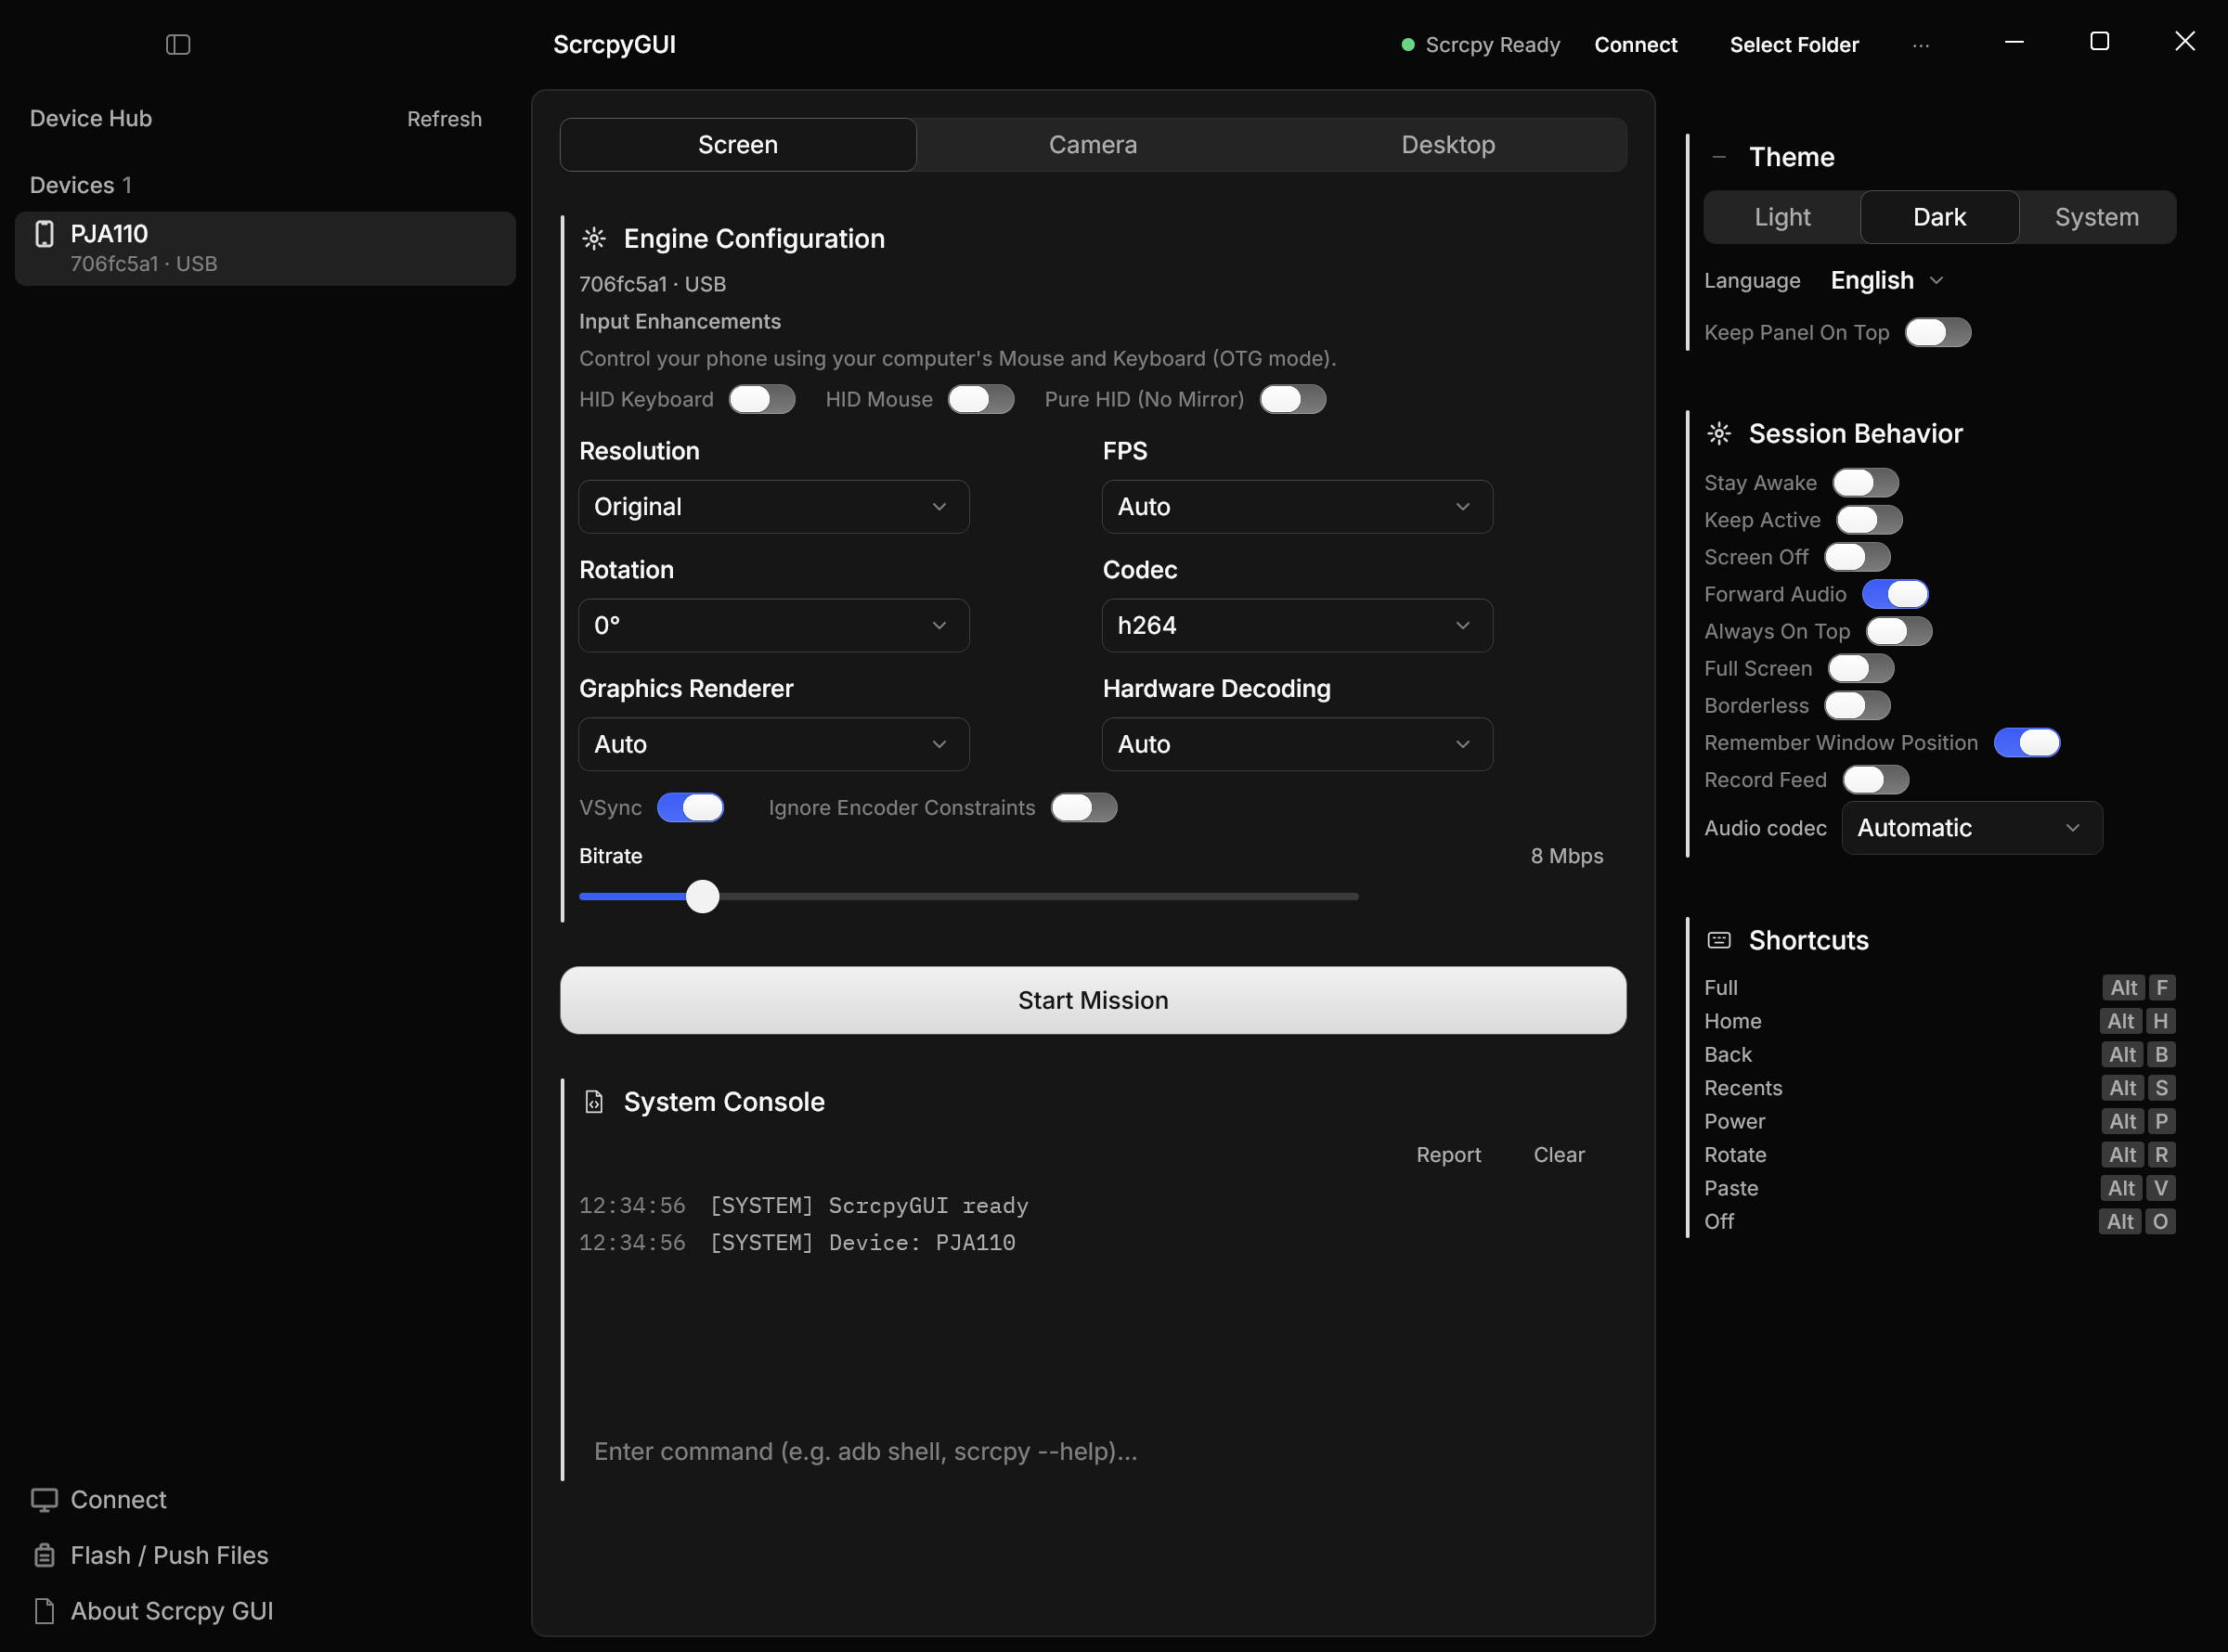 ScrcpyGUI
Scrcpy Ready
Connect
Select Folder
...
Device Hub
Refresh
Devices 1
PJA110
706fc5a1 · USB
Screen
Camera
Desktop
Engine Configuration
706fc5a1 · USB
Input Enhancements
Control your phone using your computer's Mouse and Keyboard (OTG mode).
HID Keyboard
HID Mouse
Pure HID (No Mirror)
Resolution
FPS
Original
Auto
Rotation
Codec
0°
h264
Graphics Renderer
Hardware Decoding
Auto
Auto
VSync
Ignore Encoder Constraints
Bitrate
8 Mbps
Start Mission
System Console
Report
Clear
12:34:56 [SYSTEM] ScrcpyGUI ready
12:34:56 [SYSTEM] Device: PJA110
Enter command (e.g. adb shell, scrcpy --help)...
Connect
Flash / Push Files
About Scrcpy GUI
Theme
Light
Dark
System
Language
English
Keep Panel On Top
Session Behavior
Stay Awake
Keep Active
Screen Off
Forward Audio
Always On Top
Full Screen
Borderless
Remember Window Position
Record Feed
Audio codec
Automatic
Shortcuts
Full Alt F
Home Alt H
Back Alt B
Recents Alt S
Power Alt P
Rotate Alt R
Paste Alt V
Off Alt O